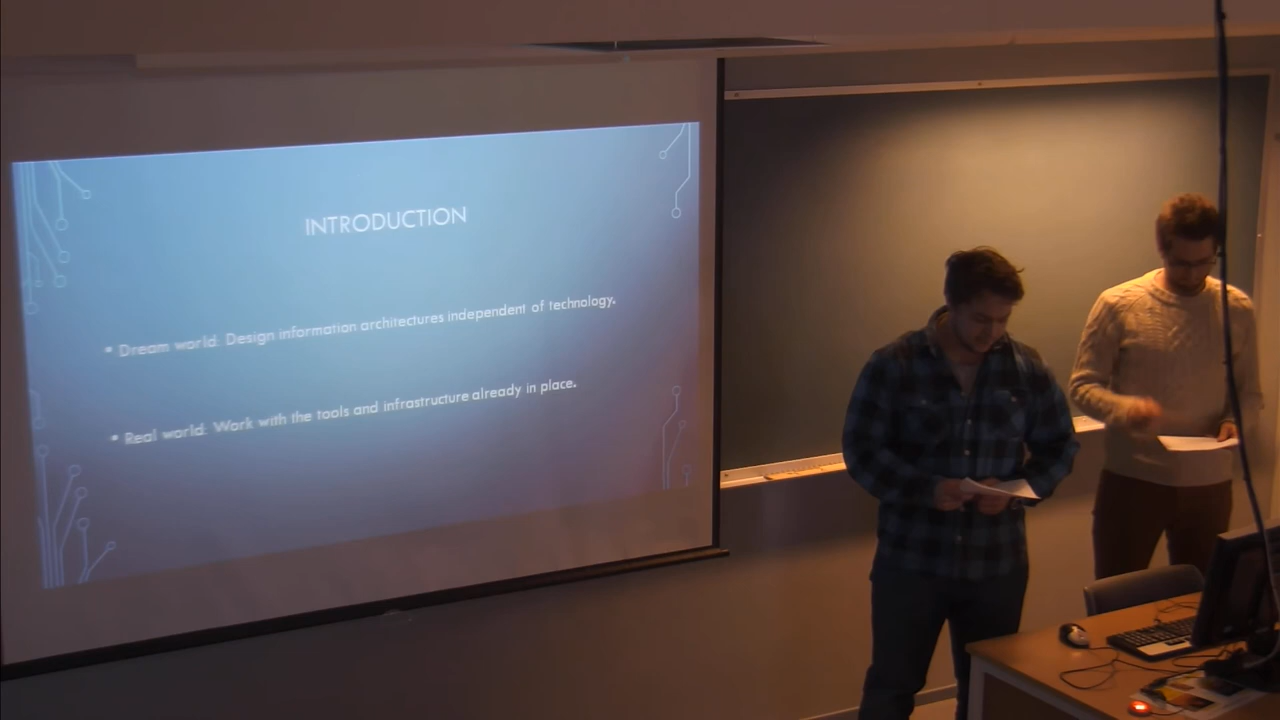 INTRODUCTION
• Dream world: Design information architectures independent of technology.
• Real world: Work with the tools and infrastructure already in place.